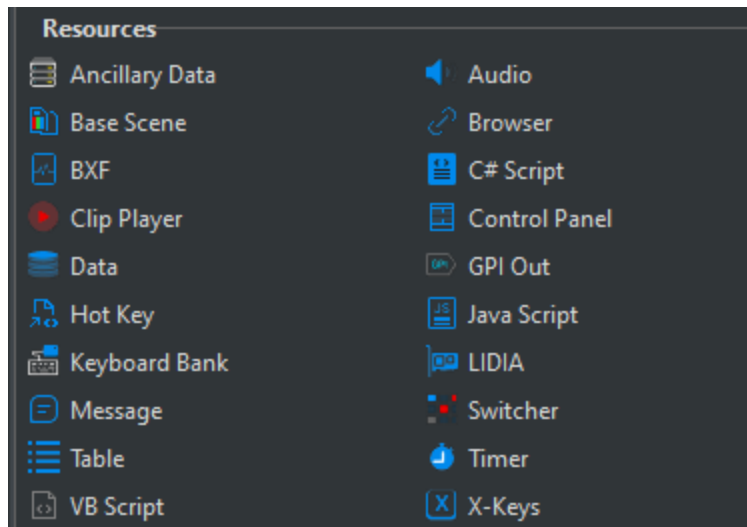 Resources
Ancillary Data
Audio
Base Scene
Browser
BXF
C# Script
Clip Player
Control Panel
Data
GPI Out
Hot Key
Java Script
Keyboard Bank
LIDIA
Message
Switcher
Table
Timer
VB Script
X-Keys